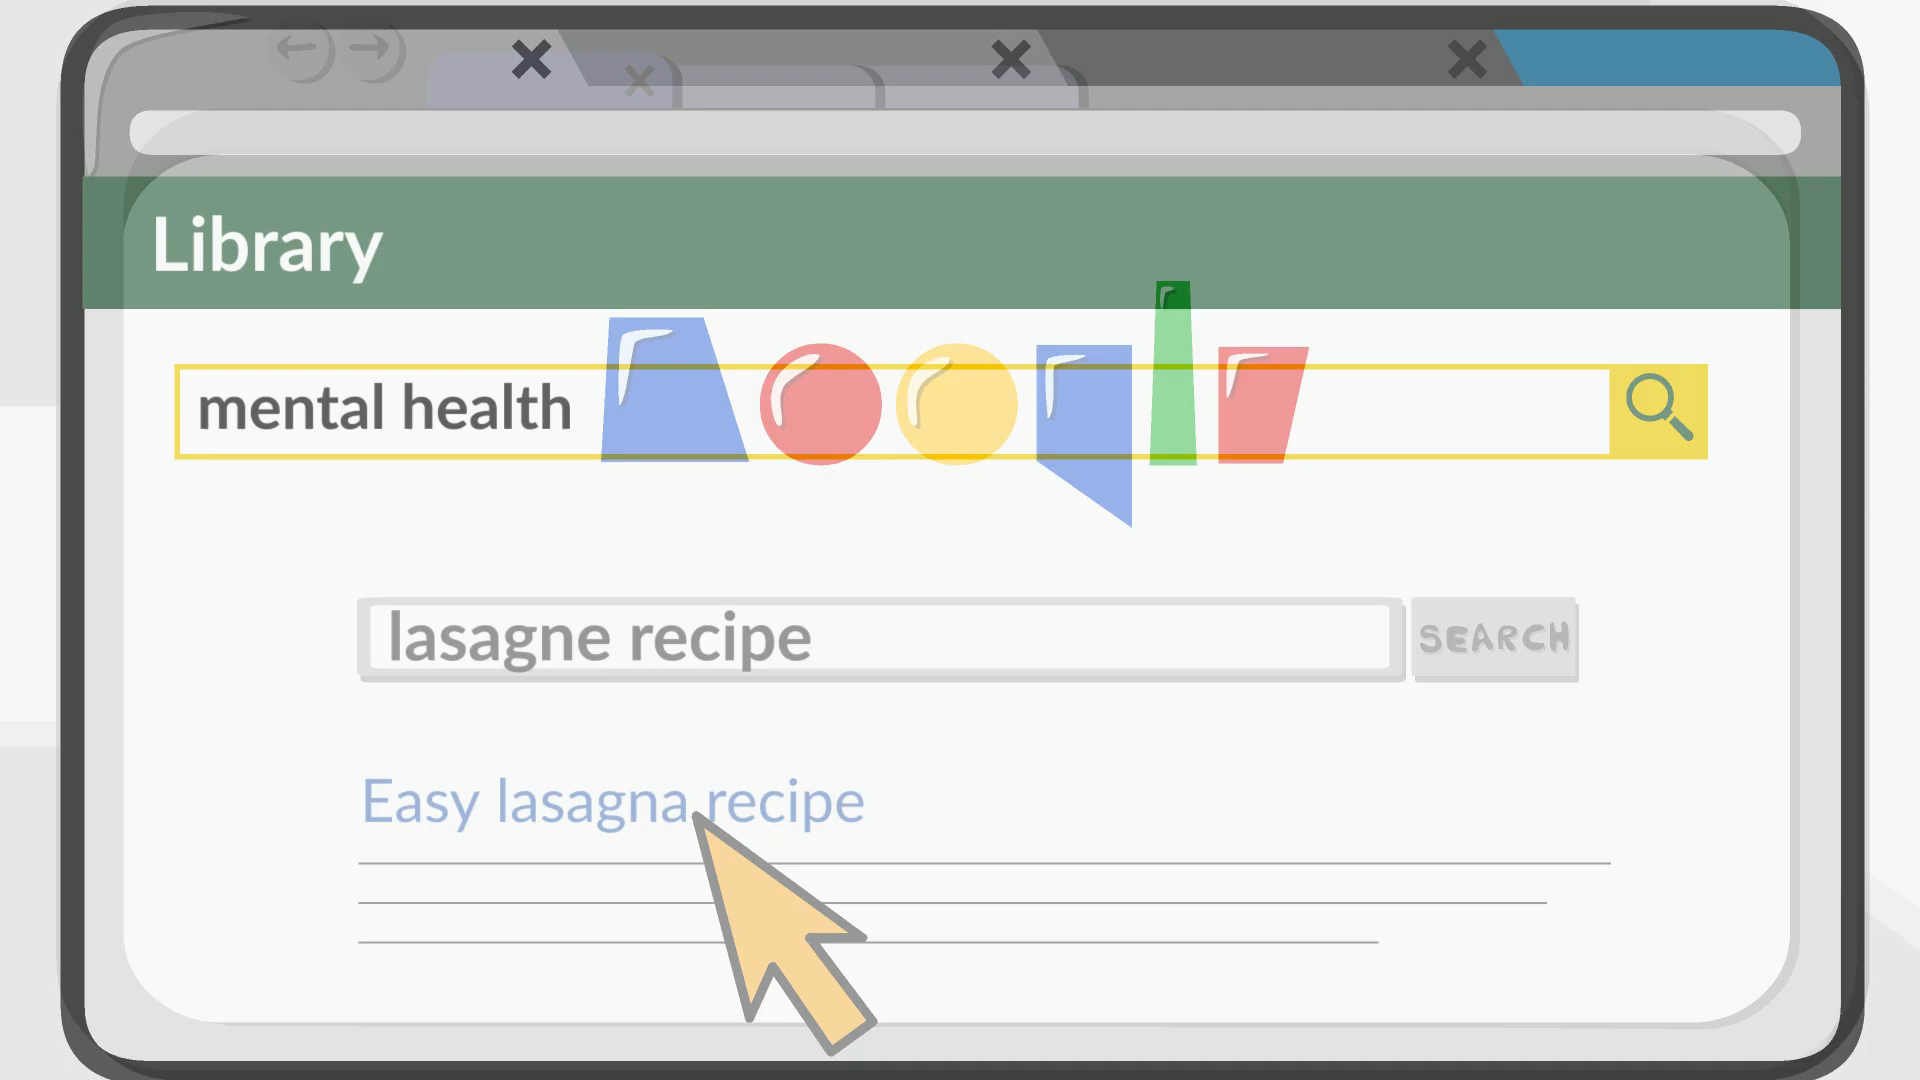 Library
mental health
lasagne recipe
SEARCH
Easy lasagna recipe